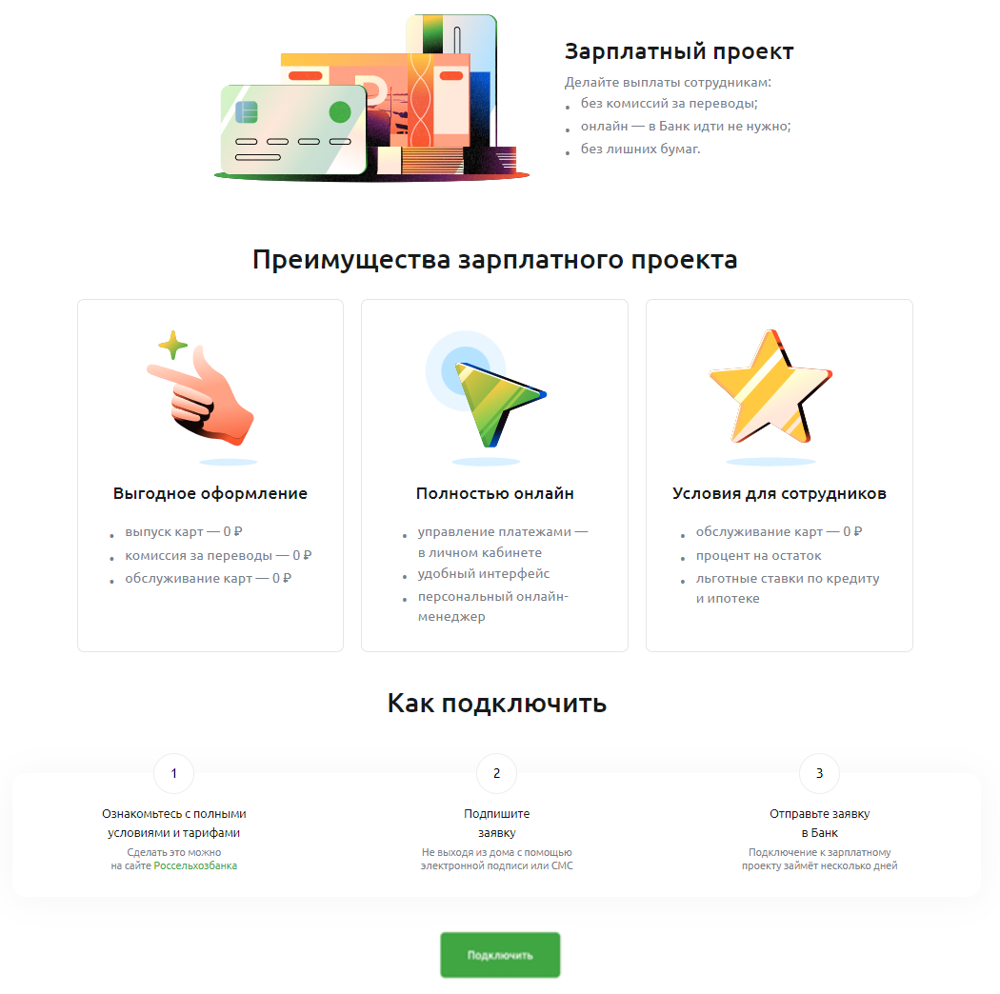 Зарплатный проект
Делайте выплаты сотрудникам:
без комиссий за переводы;
онлайн — в Банк идти не нужно;
без лишних бумаг.
Преимущества зарплатного проекта
Выгодное оформление
выпуск карт — 0 ₽
комиссия за переводы — 0 ₽
обслуживание карт — 0 ₽
Полностью онлайн
управление платежами —
в личном кабинете
удобный интерфейс
персональный онлайн-
менеджер
Условия для сотрудников
обслуживание карт — 0 ₽
процент на остаток
льготные ставки по кредиту
и ипотеке
Как подключить
1
Ознакомьтесь с полными
условиями и тарифами
Сделать это можно
на сайте Россельхозбанка
2
Подпишите
заявку
Не выходя из дома с помощью
электронной подписи или СМС
3
Отправьте заявку
в Банк
Подключение к зарплатному
проекту займёт несколько дней
Подключить